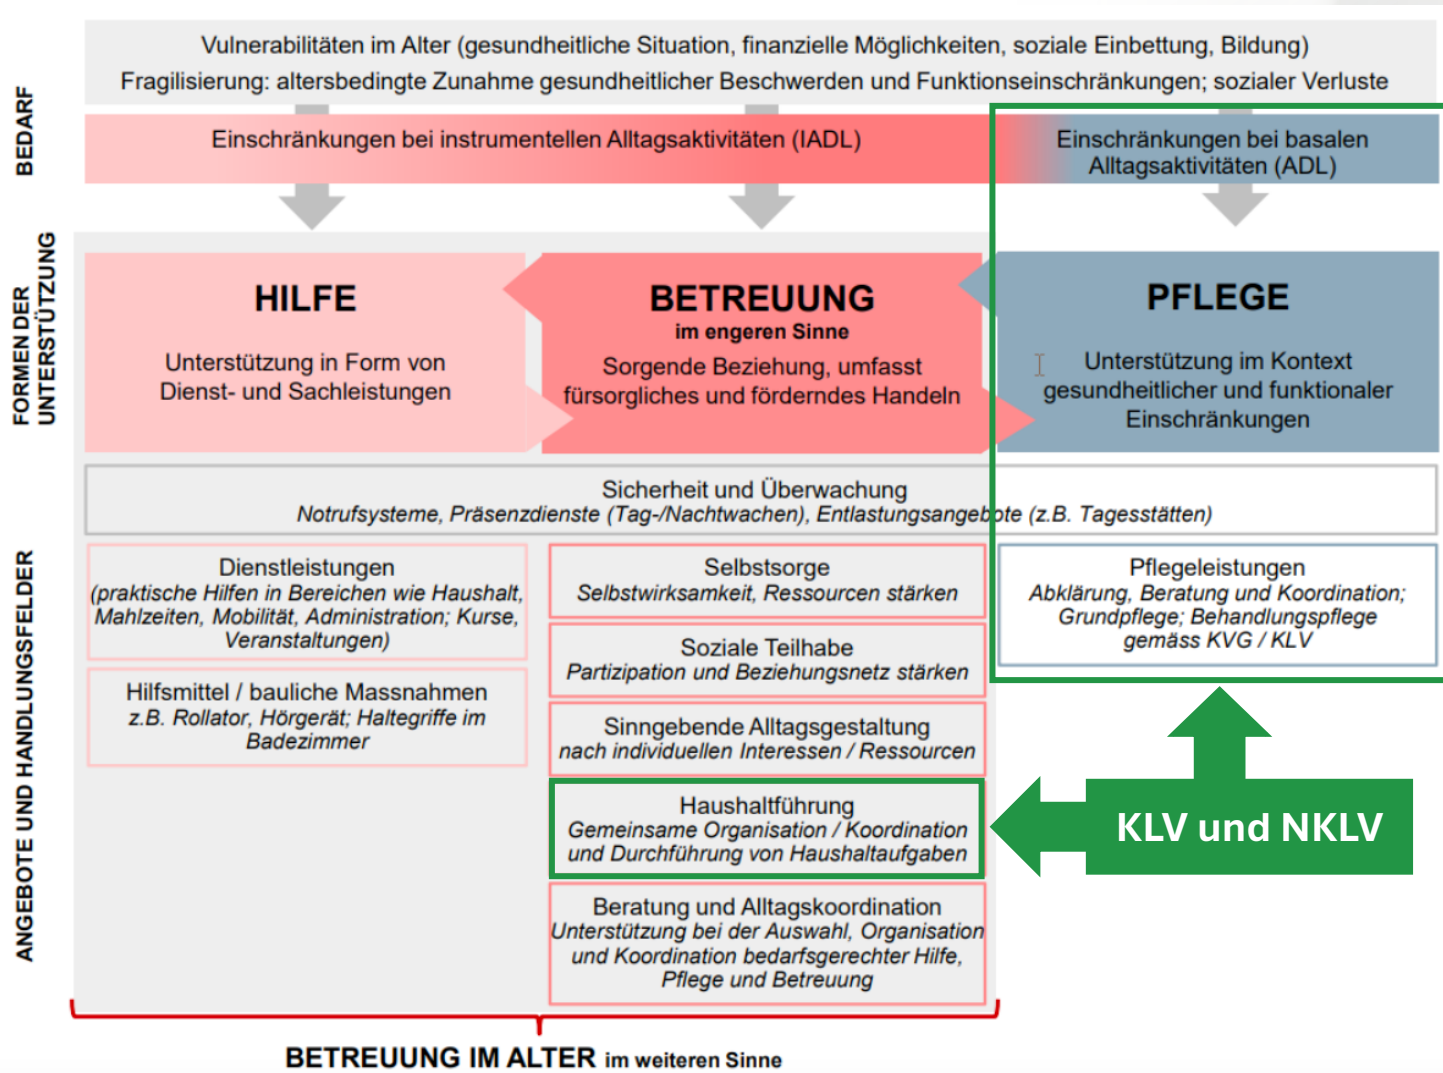 Vulnerabilitäten im Alter (gesundheitliche Situation, finanzielle Möglichkeiten, soziale Einbettung, Bildung)
Fragilisierung: altersbedingte Zunahme gesundheitlicher Beschwerden und Funktionseinschränkungen; sozialer Verluste
BEDARF
Einschränkungen bei instrumentellen Alltagsaktivitäten (IADL)
Einschränkungen bei basalen
Alltagsaktivitäten (ADL)
FORMEN DER
UNTERSTÜTZUNG
HILFE
Unterstützung in Form von
Dienst- und Sachleistungen
BETREUUNG
im engeren Sinne
Sorgende Beziehung, umfasst
fürsorgliches und förderndes Handeln
PFLEGE
Unterstützung im Kontext
gesundheitlicher und funktionaler
Einschränkungen
ANGEBOTE UND HANDLUNGSFELDER
Sicherheit und Überwachung
Notrufsysteme, Präsenzdienste (Tag-/Nachtwachen), Entlastungsangebote (z.B. Tagesstätten)
Dienstleistungen
(praktische Hilfen in Bereichen wie Haushalt,
Mahlzeiten, Mobilität, Administration; Kurse,
Veranstaltungen)
Hilfsmittel / bauliche Massnahmen
z.B. Rollator, Hörgerät; Haltegriffe im
Badezimmer
Selbstsorge
Selbstwirksamkeit, Ressourcen stärken
Soziale Teilhabe
Partizipation und Beziehungsnetz stärken
Sinngebende Alltagsgestaltung
nach individuellen Interessen / Ressourcen
Haushaltführung
Gemeinsame Organisation / Koordination
und Durchführung von Haushaltaufgaben
Beratung und Alltagskoordination
Unterstützung bei der Auswahl, Organisation
und Koordination bedarfsgerechter Hilfe,
Pflege und Betreuung
Pflegeleistungen
Abklärung, Beratung und Koordination;
Grundpflege; Behandlungspflege
gemäss KVG / KLV
KLV und NKLV
BETREUUNG IM ALTER im weiteren Sinne